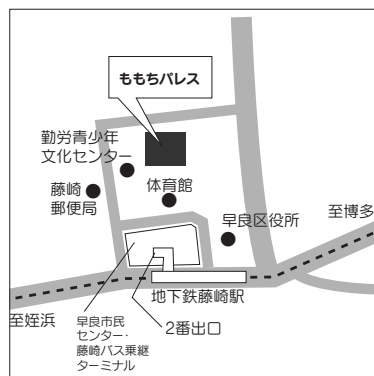 ももちパレス
勤労青少年
文化センター
藤崎
郵便局
体育館
早良区役所
至博多
地下鉄藤崎駅
至姪浜
早良市民
センター・
藤崎バス乗継
ターミナル
2番出口